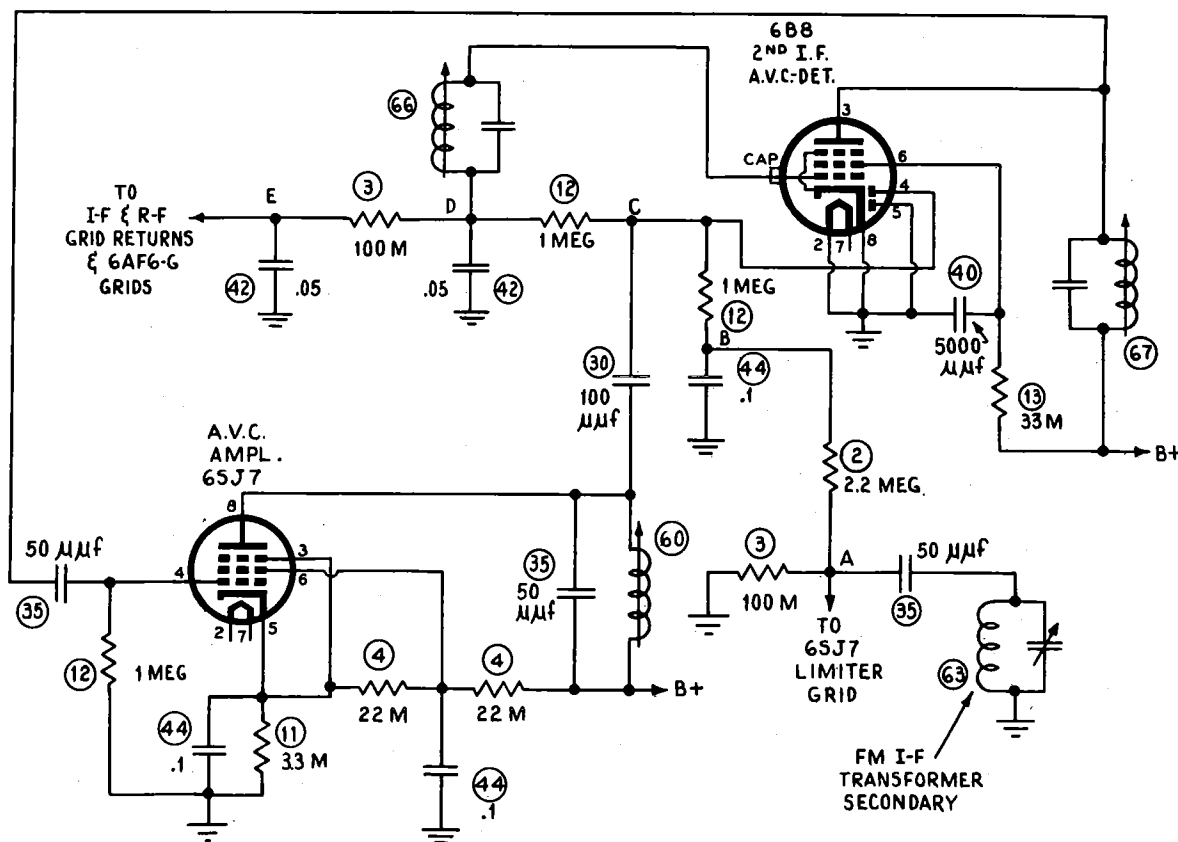 6B8
2ND I.F.
A.V.C.-DET.
3
66
CAP
6
4
5
2
7
8
TO
I-F & R-F
GRID RETURNS
& 6AF6-G
GRIDS
E
3
100 M
D
12
1 MEG
C
42
.05
.05
42
1 MEG
12
B
44
.1
40
5000
μμf
67
13
33 M
B+
30
100
μμf
2
2.2 MEG.
A.V.C.
AMPL.
6SJ7
8
50 μμf
35
4
3
6
2
7
5
35
50
μμf
60
3
100 M
A
50
μμf
35
TO
6SJ7
LIMITER
GRID
63
12
1 MEG
4
22 M
4
22 M
B+
44
.1
11
3.3 M
44
.1
FM I-F
TRANSFORMER
SECONDARY